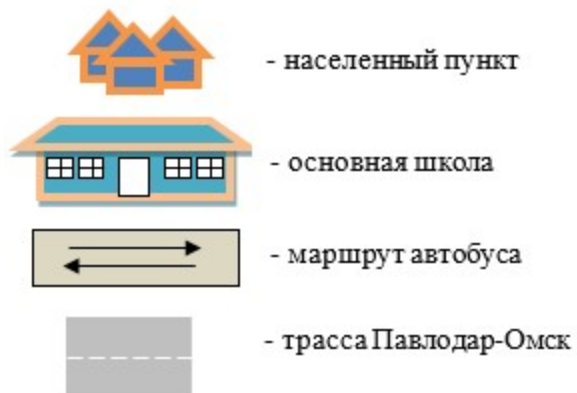 - населенный пункт
- основная школа
- маршрут автобуса
- трасса Павлодар-Омск